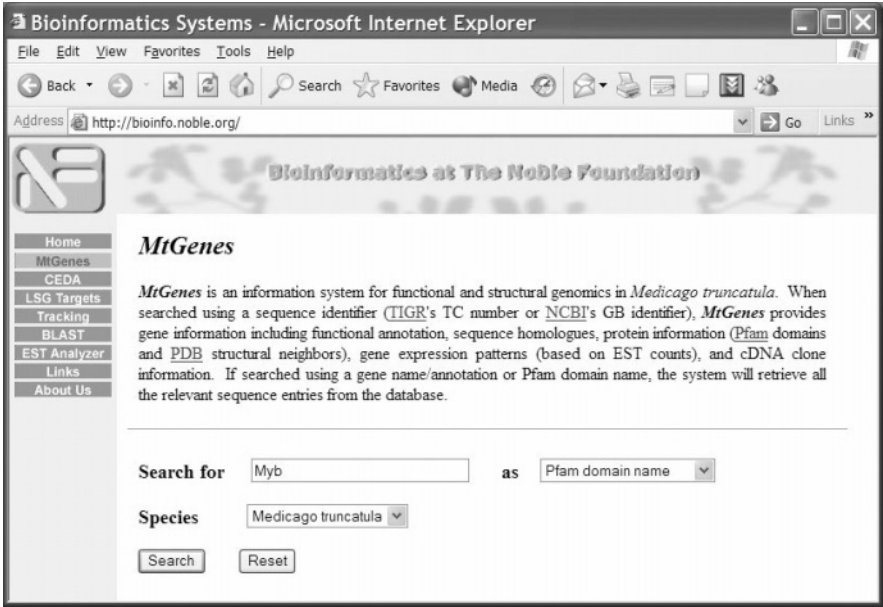 Bioinformatics Systems - Microsoft Internet Explorer
File Edit View Favorites Tools Help
Back Search Favorites Media
Address http://bioinfo.noble.org/ Go Links »
Bioinformatics at The Noble Foundation
Home
MtGenes
CEDA
LSG Targets
Tracking
BLAST
EST Analyzer
Links
About Us
MtGenes
MtGenes is an information system for functional and structural genomics in Medicago truncatula. When
searched using a sequence identifier (TIGR's TC number or NCBI's GB identifier), MtGenes provides
gene information including functional annotation, sequence homologues, protein information (Pfam domains
and PDB structural neighbors), gene expression patterns (based on EST counts), and cDNA clone
information. If searched using a gene name/annotation or Pfam domain name, the system will retrieve all
the relevant sequence entries from the database.
Search for Myb as Pfam domain name
Species Medicago truncatula
Search Reset